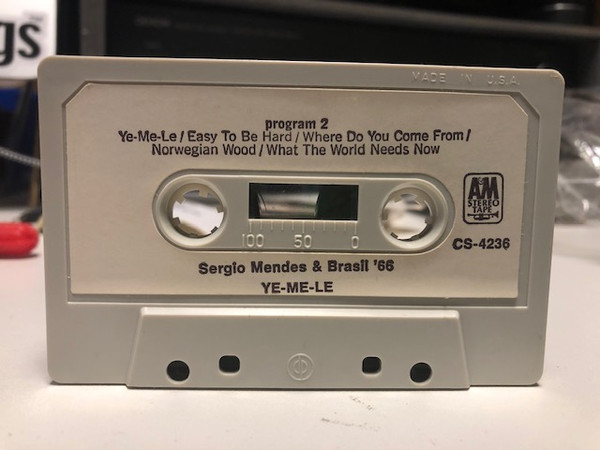 gs
MADE IN U.S.A.
program 2
Ye-Me-Le / Easy To Be Hard / Where Do You Come From /
Norwegian Wood / What The World Needs Now
A&M
STEREO
TAPE
100 50 0
CS-4236
Sergio Mendes & Brasil '66
YE-ME-LE